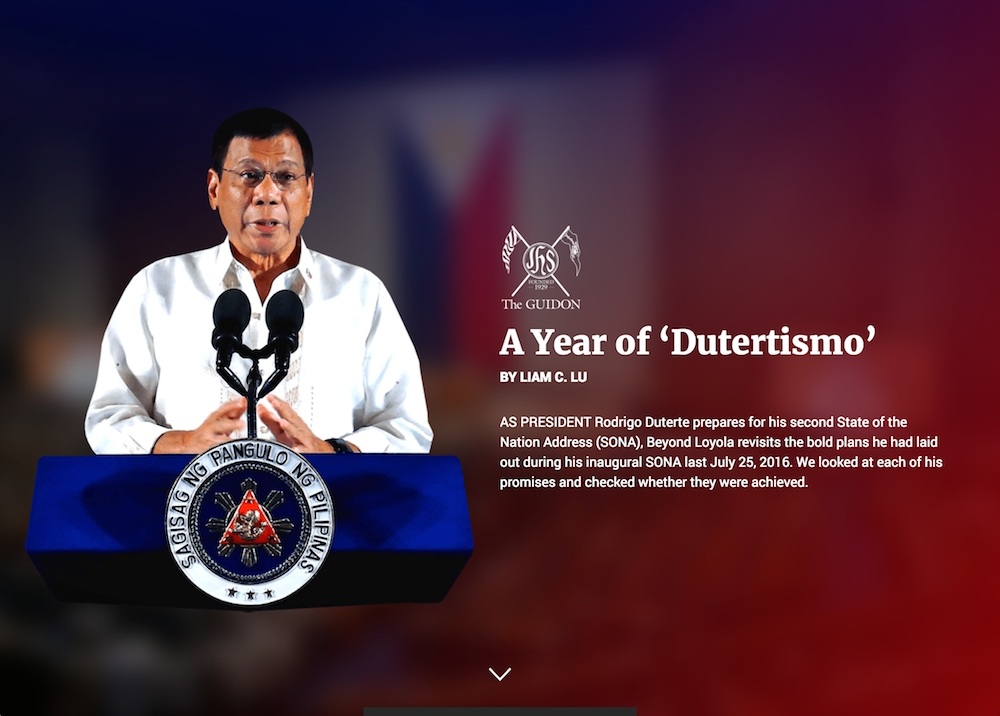 JhS
FOUNDED
1929
The GUIDON
A Year of ‘Dutertismo’
BY LIAM C. LU
AS PRESIDENT Rodrigo Duterte prepares for his second State of the
Nation Address (SONA), Beyond Loyola revisits the bold plans he had laid
out during his inaugural SONA last July 25, 2016. We looked at each of his
promises and checked whether they were achieved.
SAGISAG NG PANGULO NG PILIPINAS